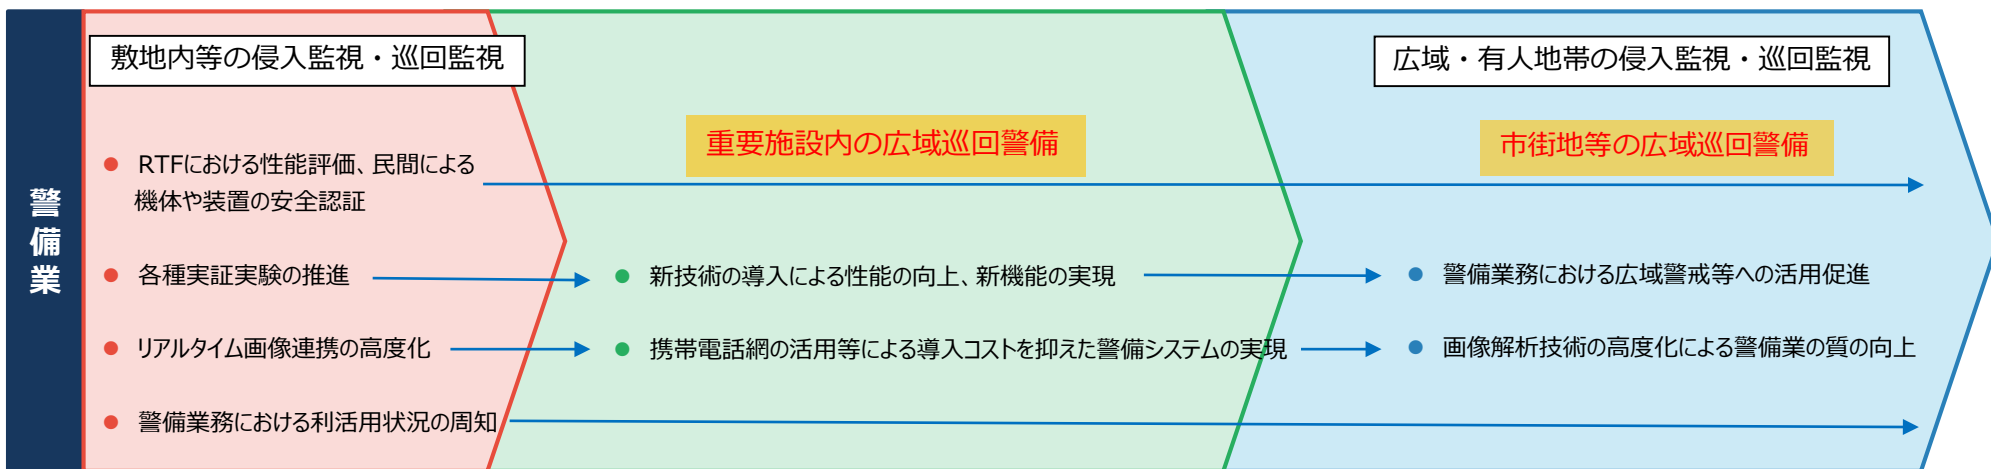 警備業
敷地内等の侵入監視・巡回監視
広域・有人地帯の侵入監視・巡回監視
重要施設内の広域巡回警備
市街地等の広域巡回警備
● RTFにおける性能評価、民間による
機体や装置の安全認証
● 各種実証実験の推進
● 新技術の導入による性能の向上、新機能の実現
● 警備業務における広域警戒等への活用促進
● リアルタイム画像連携の高度化
● 携帯電話網の活用等による導入コストを抑えた警備システムの実現
● 画像解析技術の高度化による警備業の質の向上
● 警備業務における利活用状況の周知